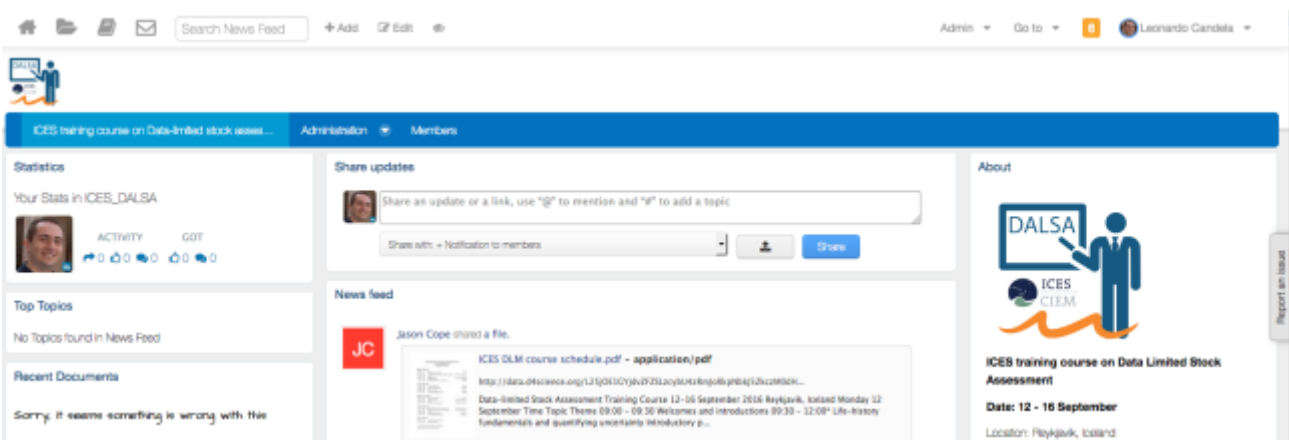 Search News Feed
+ Add
Edit
Admin
Go to
6
Leonardo Candela
DALSA
ICES training course on Data-limited stock asses...
Administration
Members
Statistics
Your Stats in ICES_DALSA
ACTIVITY GOT
0 0 0 0 0
Top Topics
No Topics found in News Feed
Recent Documents
Sorry, it seems something is wrong with this
Share updates
Share an update or a link, use "@" to mention and "#" to add a topic
Share with: + Notification to members
Share
News feed
JC
Jason Cope shared a file.
ICES DLM course schedule.pdf - application/pdf
Data-limited Stock Assessment Training Course 12-16 September 2016 Reykjavik, Iceland Monday 12
September Time Topic Theme 09:00 - 09:30 Welcomes and introductions 09:30 - 12:00* Life-history
fundamentals and quantifying uncertainty Introductory p...
About
DALSA
ICES
CIEM
ICES training course on Data Limited Stock
Assessment
Date: 12 - 16 September
Location: Reykjavik, Iceland
Report an issue